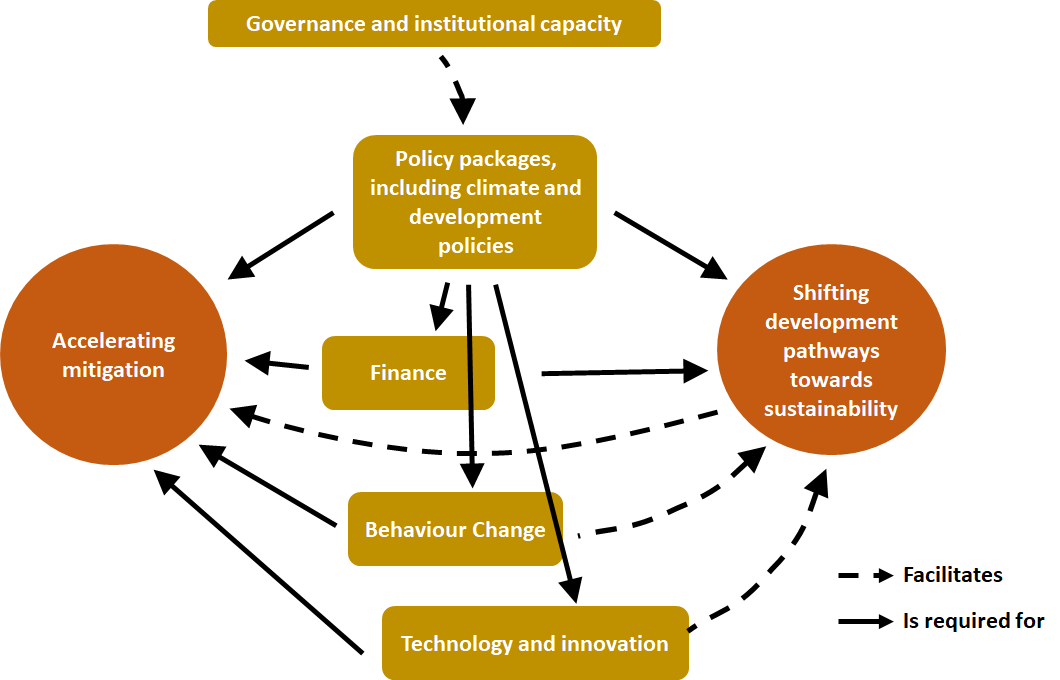 Governance and institutional capacity
Policy packages,
including climate and
development
policies
Accelerating
mitigation
Shifting
development
pathways
towards
sustainability
Finance
Behaviour Change
Technology and innovation
Facilitates
Is required for